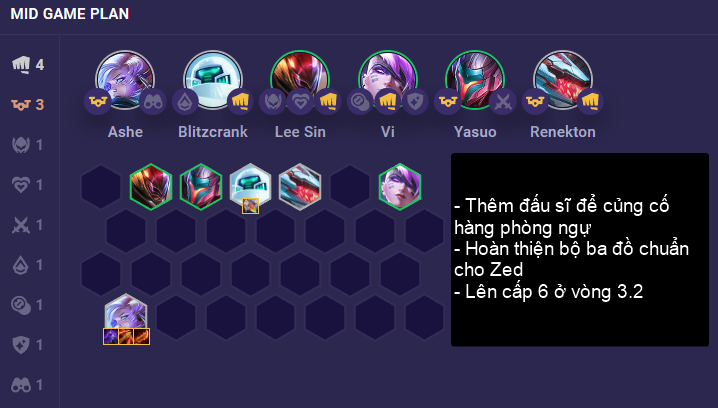 MID GAME PLAN
4
3
1
1
1
1
1
1
1
Ashe
Blitzcrank
Lee Sin
Vi
Yasuo
Renekton
- Thêm đấu sĩ để củng cố
hàng phòng ngự
- Hoàn thiện bộ ba đồ chuẩn
cho Zed
- Lên cấp 6 ở vòng 3.2